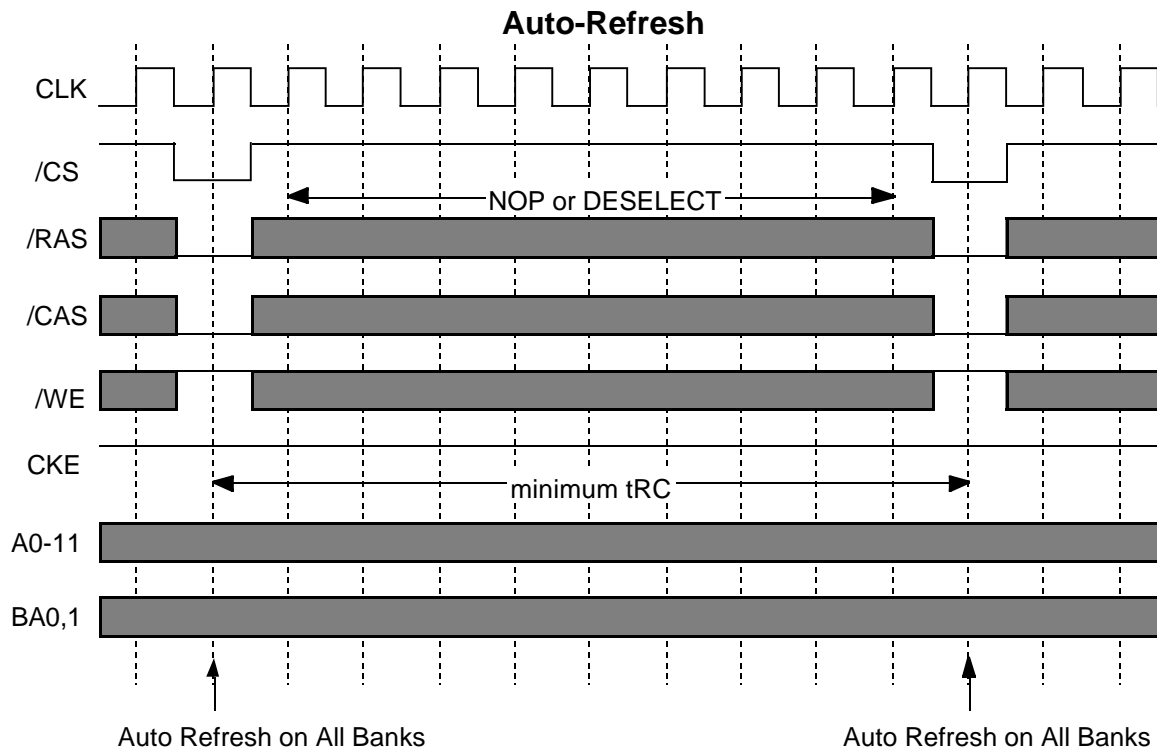 Auto-Refresh
CLK
/CS
NOP or DESELECT
/RAS
/CAS
/WE
CKE
minimum tRC
A0-11
BA0,1
Auto Refresh on All Banks
Auto Refresh on All Banks